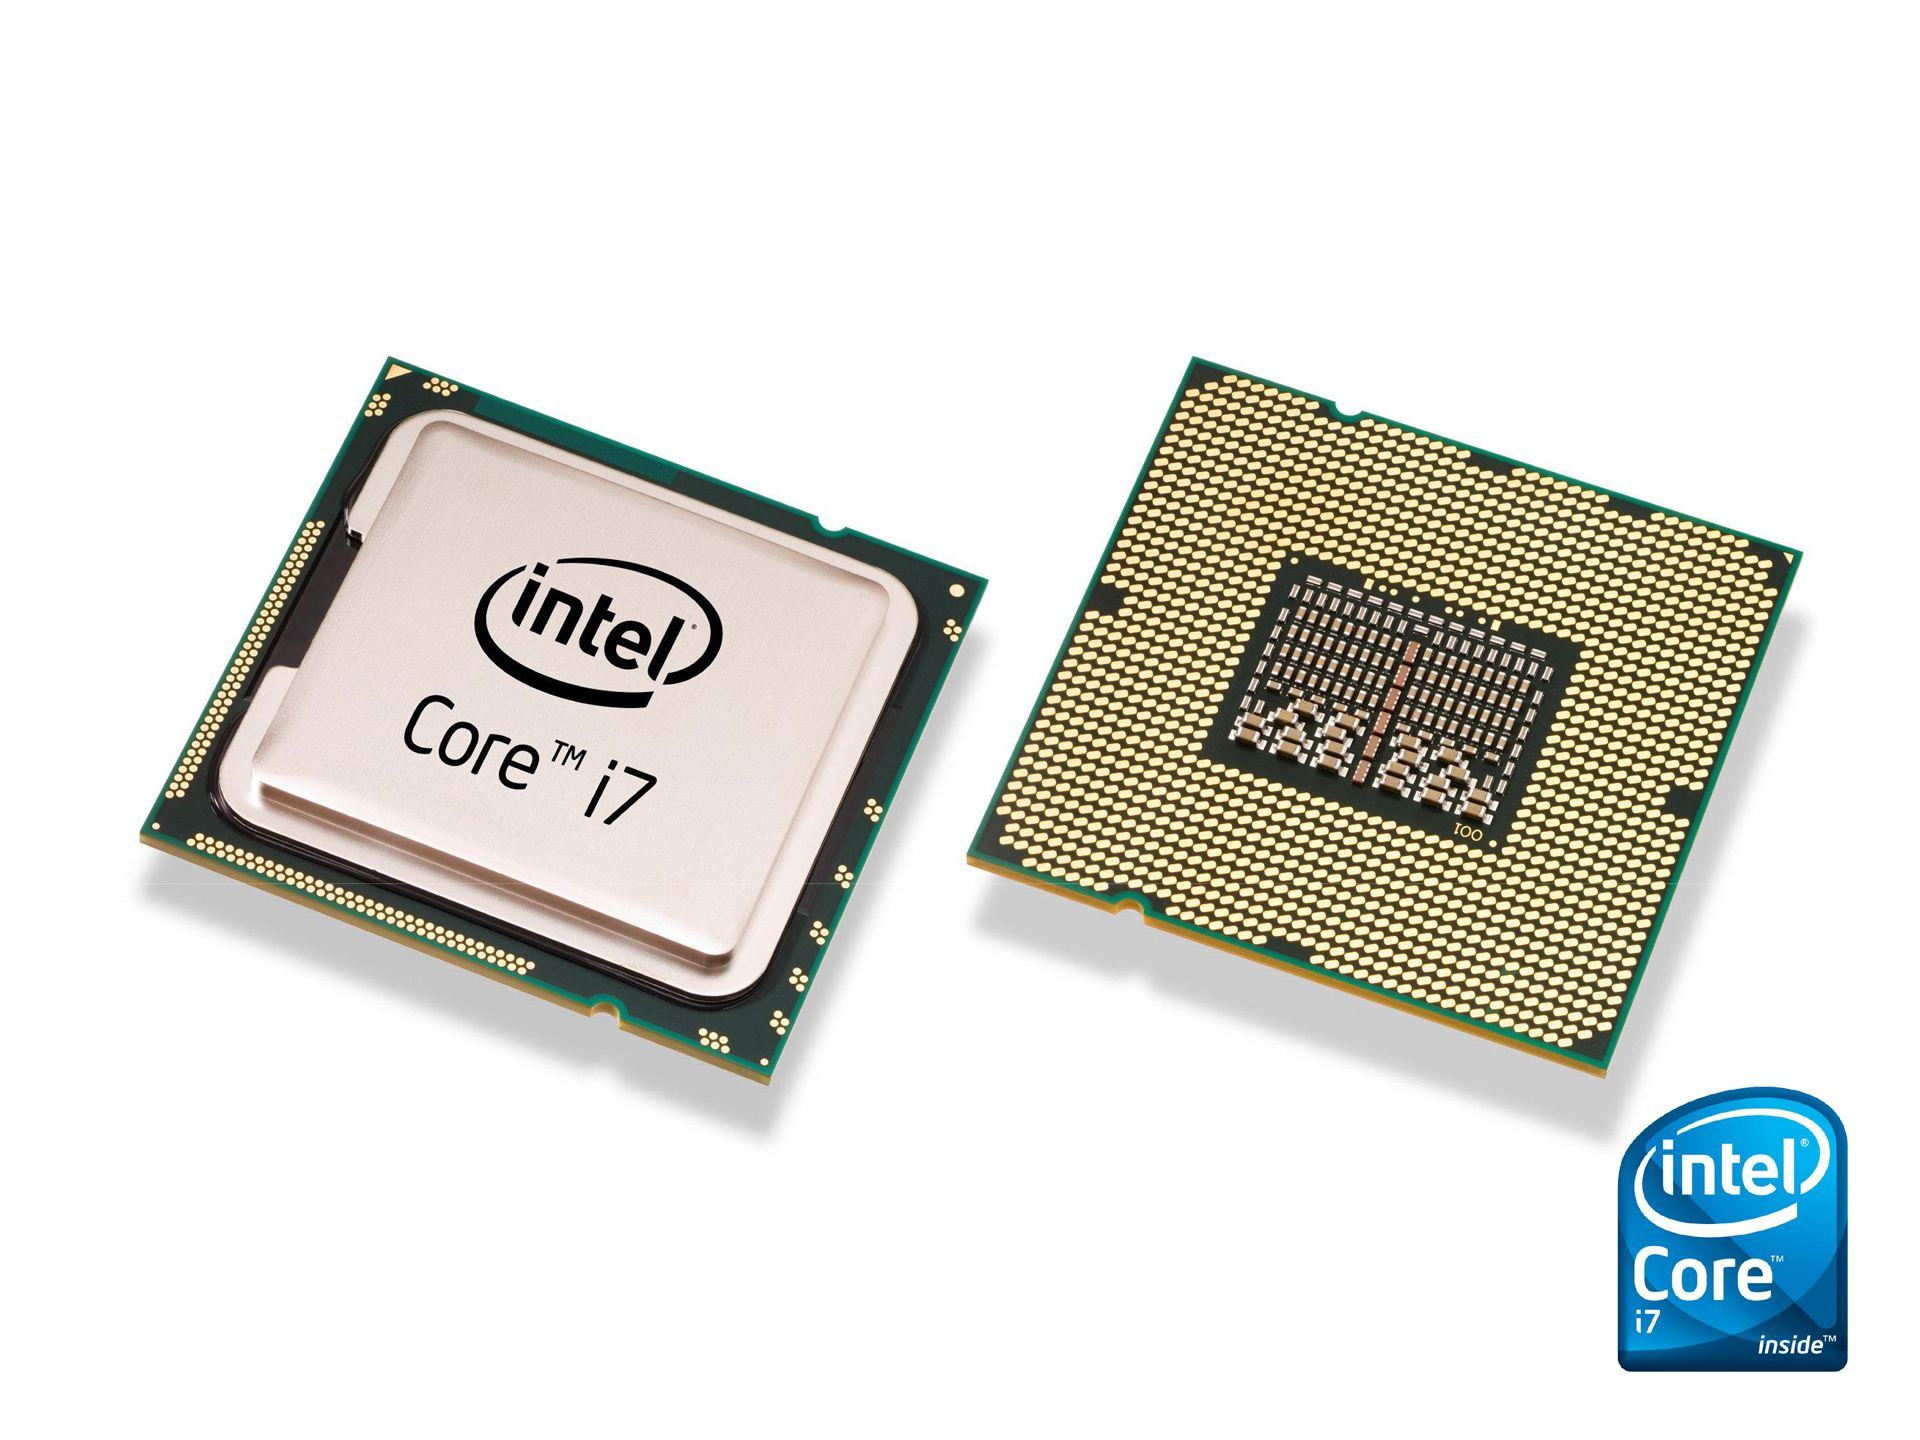 intel®
Core™ i7
TOO
intel®
Core™
i7
inside™